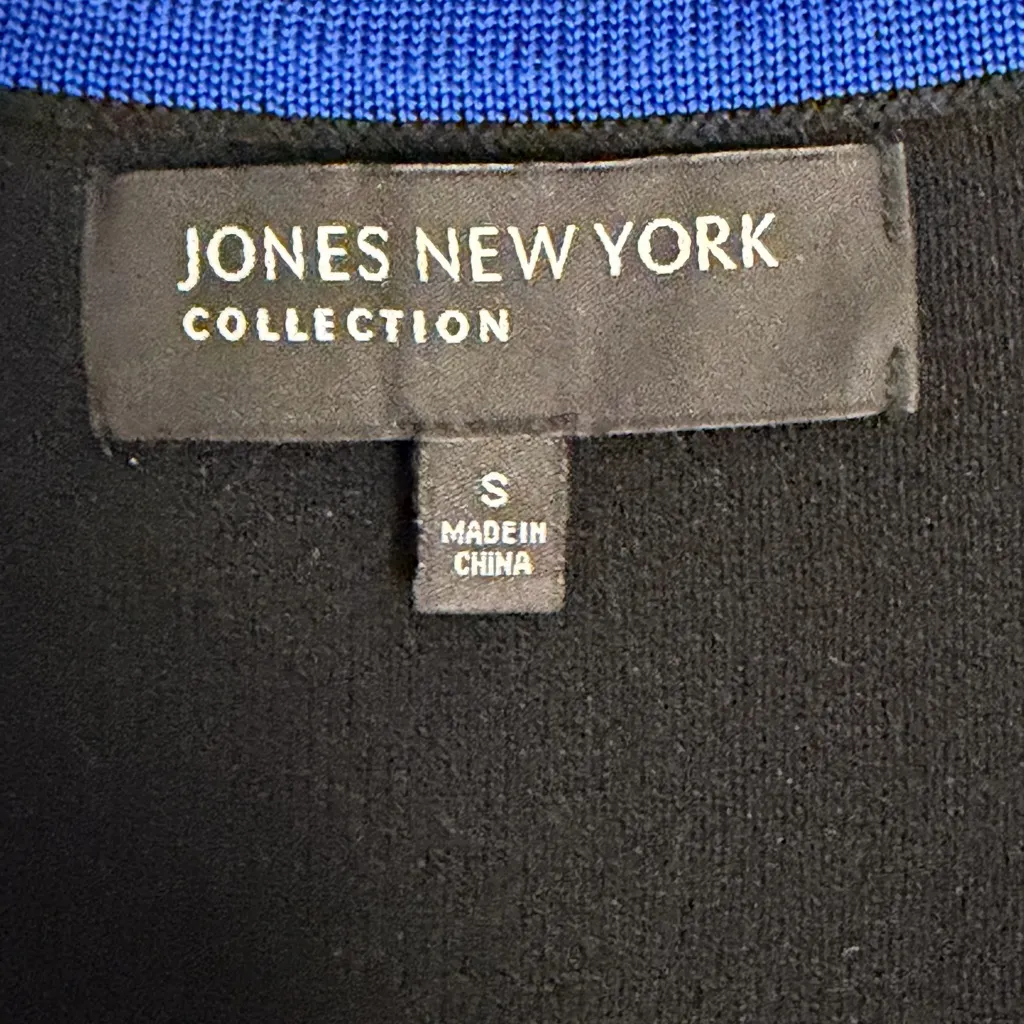 JONES NEW YORK
COLLECTION
S
MADE IN
CHINA